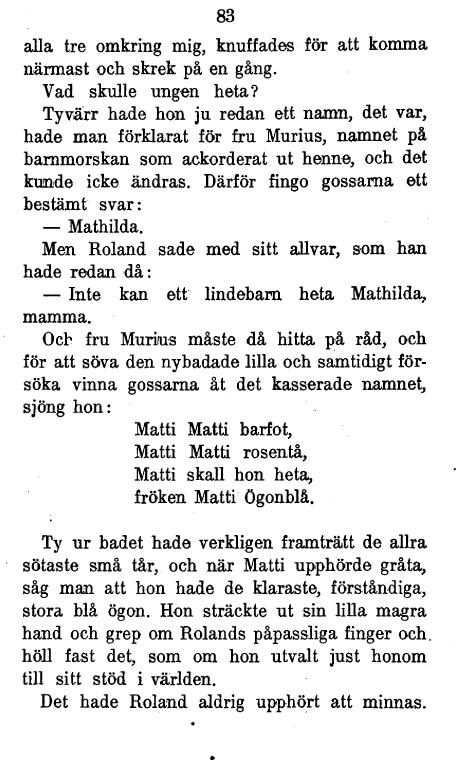 83
alla tre omkring mig, knuffades för att komma
närmast och skrek på en gång.
Vad skulle ungen heta?
Tyvärr hade hon ju redan ett namn, det var,
hade man förklarat för fru Murius, namnet på
barnmorskan som ackorderat ut henne, och det
kunde icke ändras. Därför fingo gossarna ett
bestämt svar:
— Mathilda.
Men Roland sade med sitt allvar, som han
hade redan då:
— Inte kan ett lindebarn heta Mathilda,
mamma.
Och fru Murius måste då hitta på råd, och
för att söva den nybadade lilla och samtidigt för-
söka vinna gossarna åt det kasserade namnet,
sjöng hon:
Matti Matti barfot,
Matti Matti rosentå,
Matti skall hon heta,
fröken Matti Ögonblå.
Ty ur badet hade verkligen framträtt de allra
sötaste små tår, och när Matti upphörde gråta,
såg man att hon hade de klaraste, förståndiga,
stora blå ögon. Hon sträckte ut sin lilla magra
hand och grep om Rolands påpassliga finger och
höll fast det, som om hon utvalt just honom
till sitt stöd i världen.
Det hade Roland aldrig upphört att minnas.